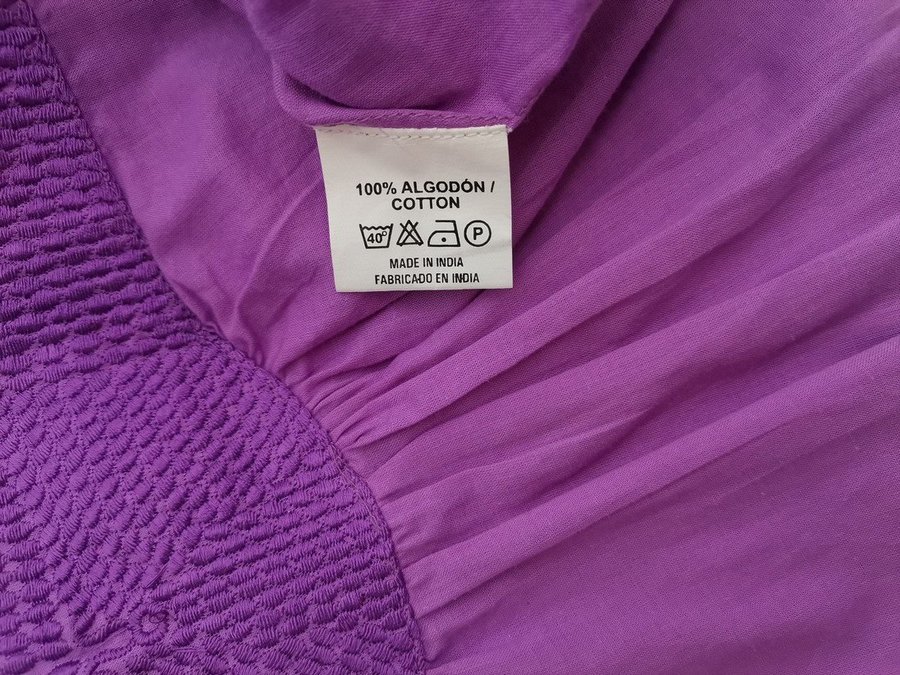 100% ALGODÓN /
COTTON
40° P
MADE IN INDIA
FABRICADO EN INDIA